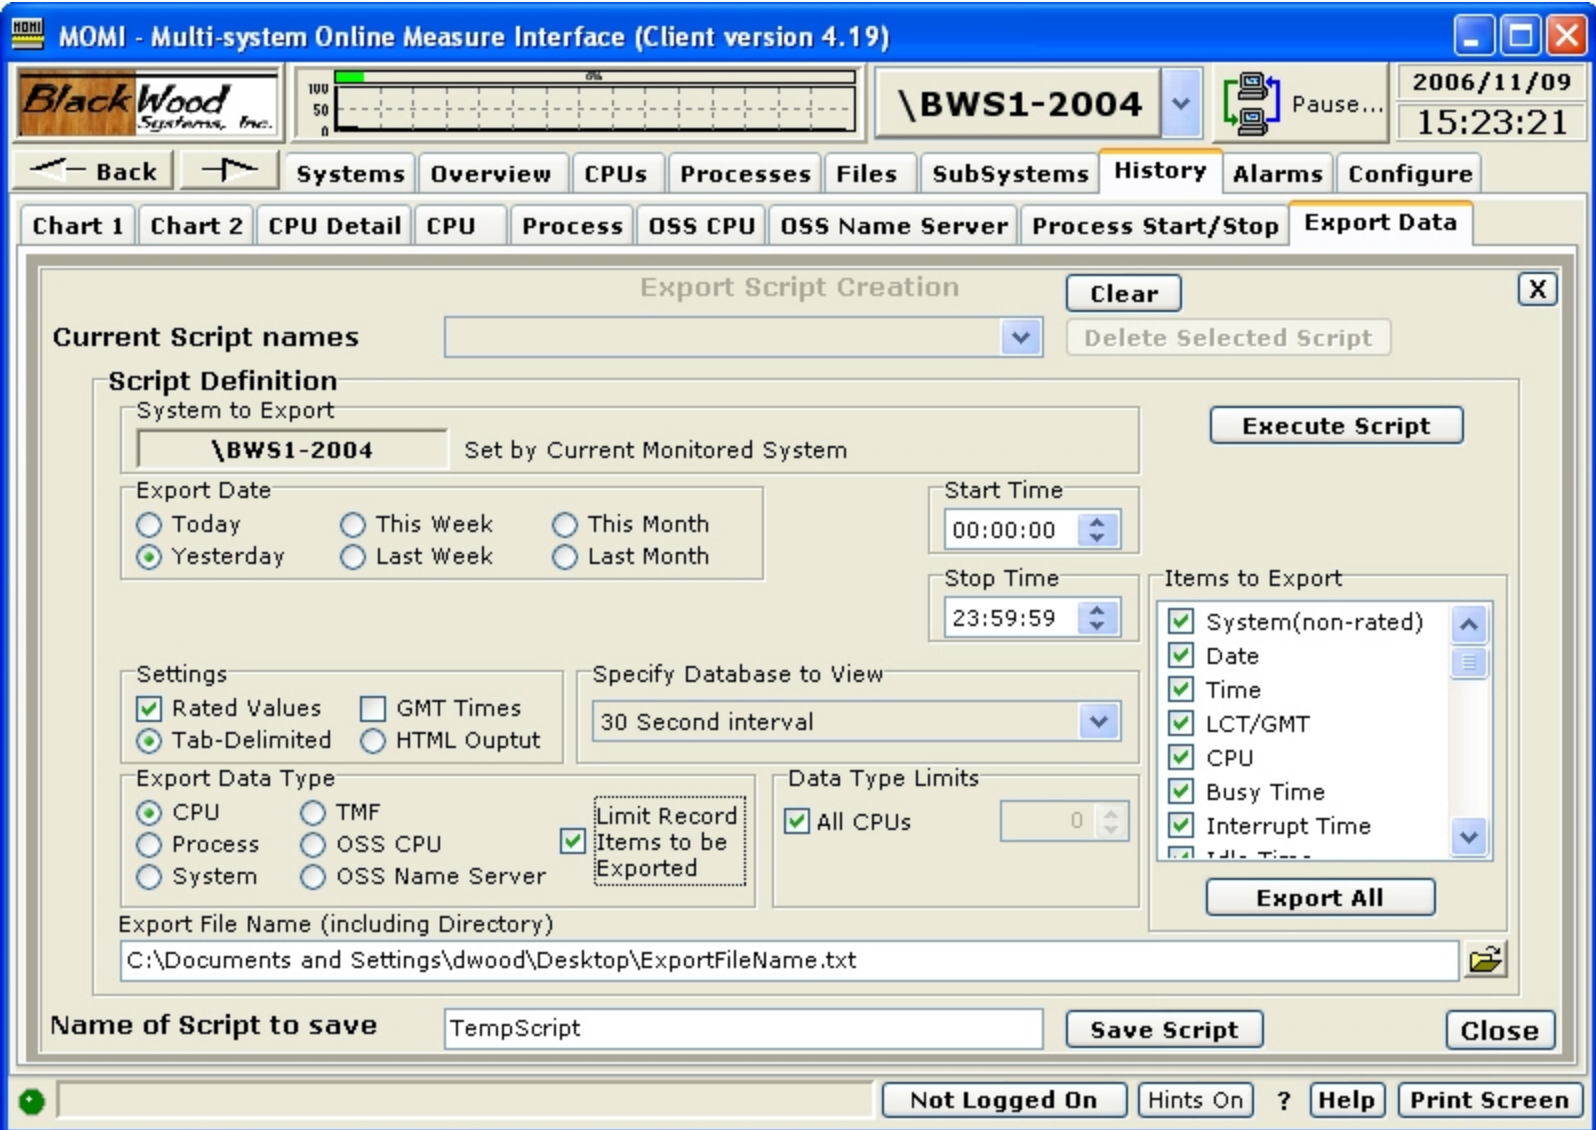 MOMI
MOMI - Multi-system Online Measure Interface (Client version 4.19)
BlackWood
Systems, Inc.
0%
100
50
0
\BWS1-2004
Pause...
2006/11/09
15:23:21
Back
Systems Overview CPUs Processes Files SubSystems History Alarms Configure
Chart 1 Chart 2 CPU Detail CPU Process OSS CPU OSS Name Server Process Start/Stop Export Data
Export Script Creation
Clear
X
Current Script names
Delete Selected Script
Script Definition
System to Export
\BWS1-2004 Set by Current Monitored System
Execute Script
Export Date
Today This Week This Month
Yesterday Last Week Last Month
Start Time
00:00:00
Stop Time
23:59:59
Items to Export
System(non-rated)
Date
Time
LCT/GMT
CPU
Busy Time
Interrupt Time
Idle Time
Export All
Settings
Rated Values GMT Times
Tab-Delimited HTML Ouptut
Specify Database to View
30 Second interval
Export Data Type
CPU TMF
Process OSS CPU
System OSS Name Server
Limit Record
Items to be
Exported
Data Type Limits
All CPUs 0
Export File Name (including Directory)
C:\Documents and Settings\dwood\Desktop\ExportFileName.txt
Name of Script to save TempScript Save Script Close
Not Logged On Hints On ? Help Print Screen